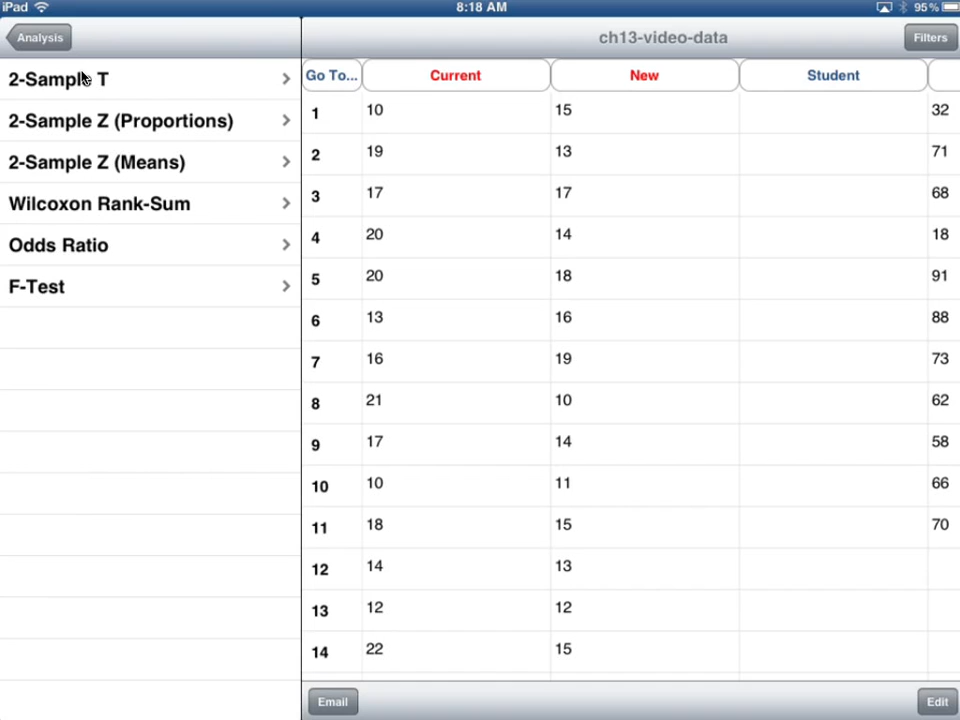 iPad 8:18 AM 95%
Analysis
ch13-video-data
Filters
2-Sample T
2-Sample Z (Proportions)
2-Sample Z (Means)
Wilcoxon Rank-Sum
Odds Ratio
F-Test
Go To... Current New Student
1 10 15 32
2 19 13 71
3 17 17 68
4 20 14 18
5 20 18 91
6 13 16 88
7 16 19 73
8 21 10 62
9 17 14 58
10 10 11 66
11 18 15 70
12 14 13
13 12 12
14 22 15
Email
Edit